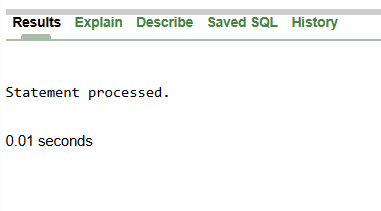 Results Explain Describe Saved SQL History
Statement processed.
0.01 seconds